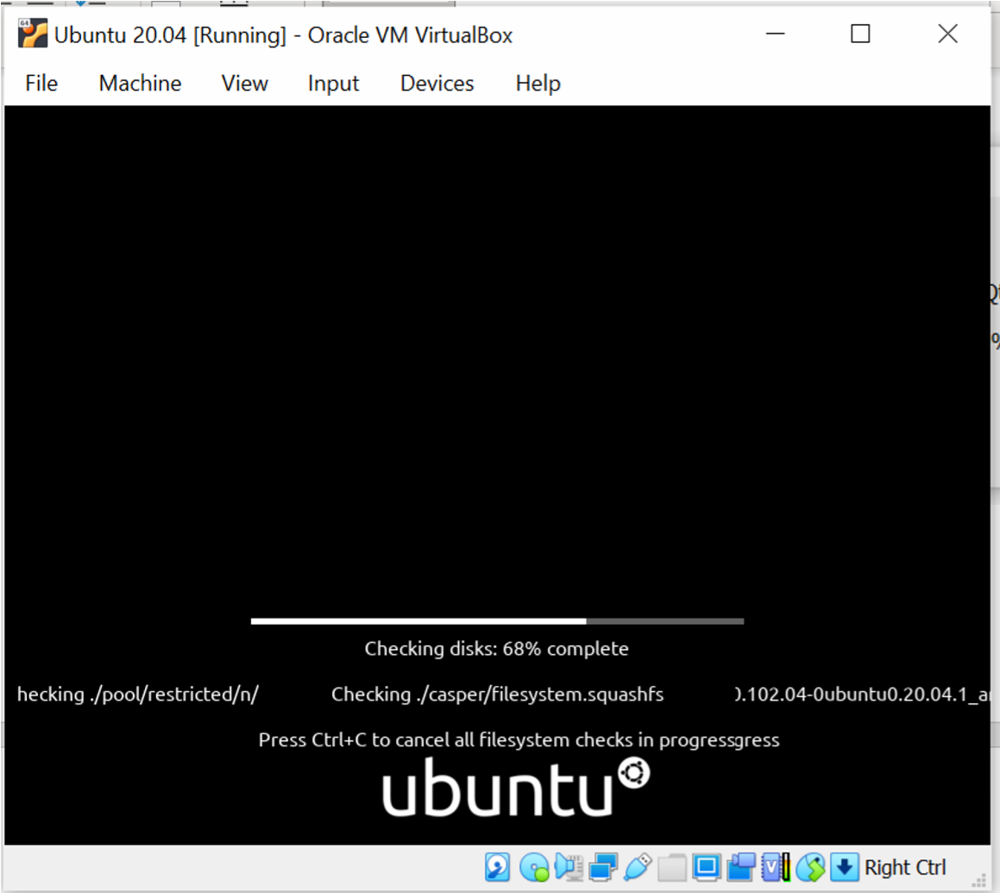 Ubuntu 20.04 [Running] - Oracle VM VirtualBox
File Machine View Input Devices Help
Checking disks: 68% complete
hecking ./pool/restricted/n/ Checking ./casper/filesystem.squashfs 0.102.04-0ubuntu0.20.04.1_a
Press Ctrl+C to cancel all filesystem checks in progressgress
ubuntu
Right Ctrl